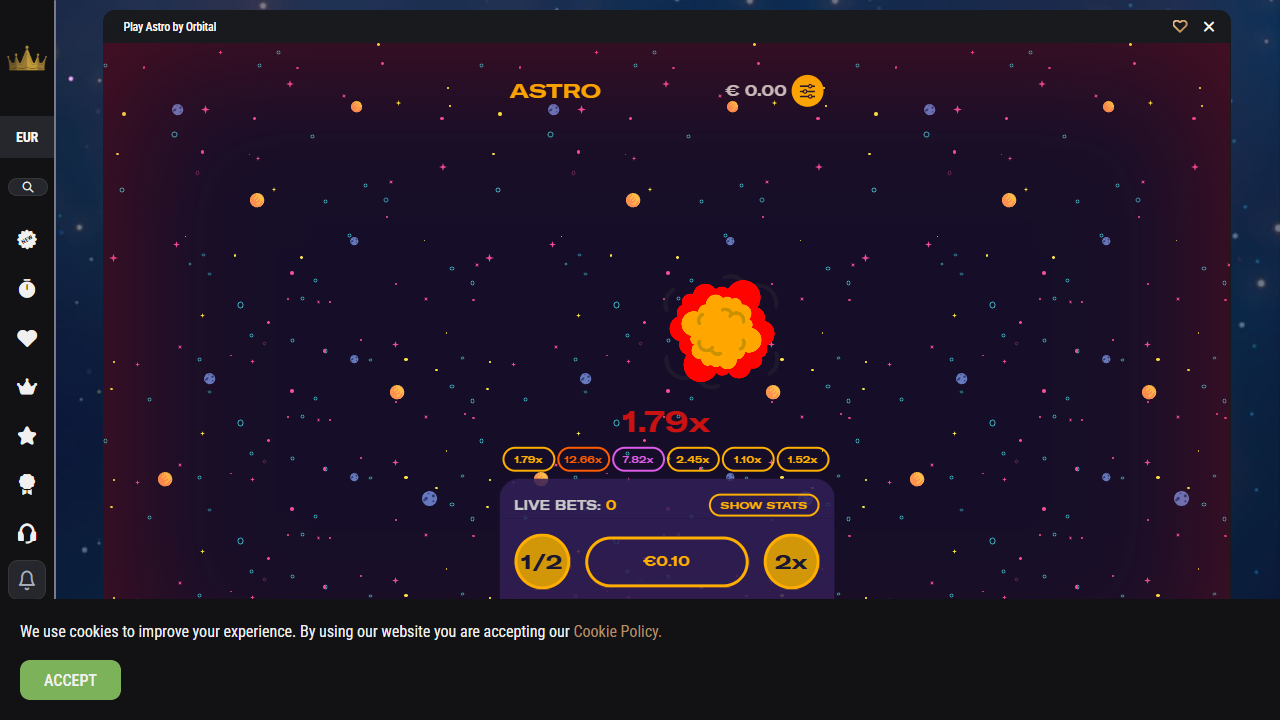 Play Astro by Orbital
EUR
NEW
ASTRO
€ 0.00
1.79x
1.79x
12.66x
7.82x
2.45x
1.10x
1.52x
LIVE BETS: 0
SHOW STATS
1/2
€0.10
2x
We use cookies to improve your experience. By using our website you are accepting our Cookie Policy.
ACCEPT